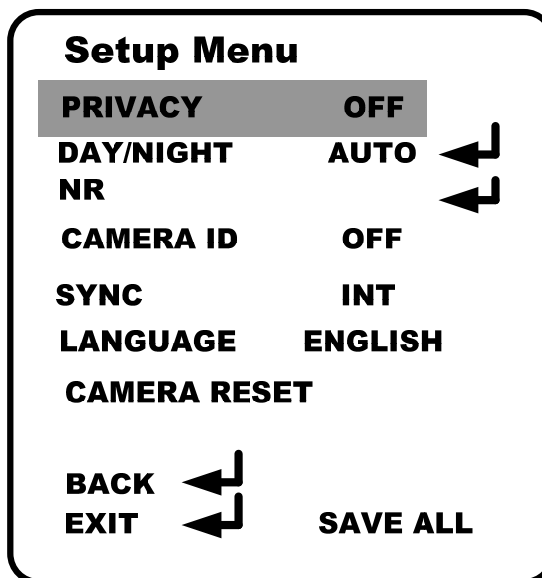 Setup Menu
PRIVACY OFF
DAY/NIGHT AUTO
NR
CAMERA ID OFF
SYNC INT
LANGUAGE ENGLISH
CAMERA RESET
BACK
EXIT SAVE ALL